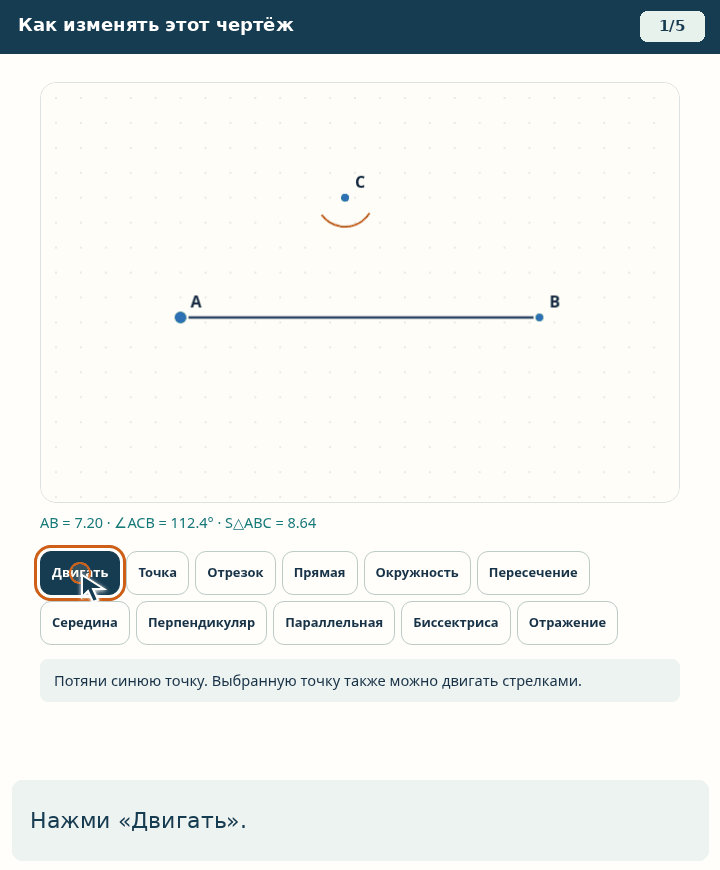 Как изменять этот чертёж
1/5
C
A
B
AB = 7.20 · ∠ACB = 112.4° · S△ABC = 8.64
Двигать
Точка
Отрезок
Прямая
Окружность
Пересечение
Середина
Перпендикуляр
Параллельная
Биссектриса
Отражение
Потяни синюю точку. Выбранную точку также можно двигать стрелками.
Нажми «Двигать».